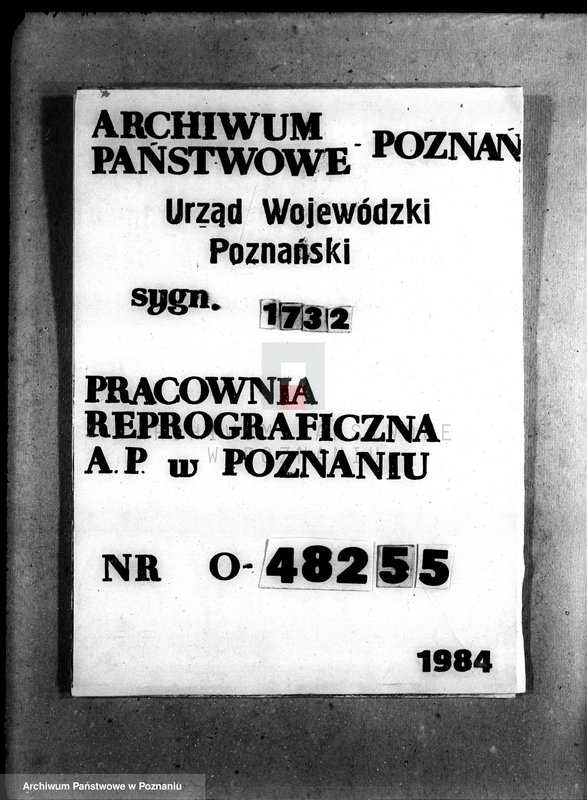 ARCHIWUM
PAŃSTWOWE - POZNAŃ
Urząd Wojewódzki
Poznański
sygn. 1732
PRACOWNIA
REPROGRAFICZNA
A.P. w POZNANIU
NR O-48255
1984
Archiwum Państwowe w Poznaniu